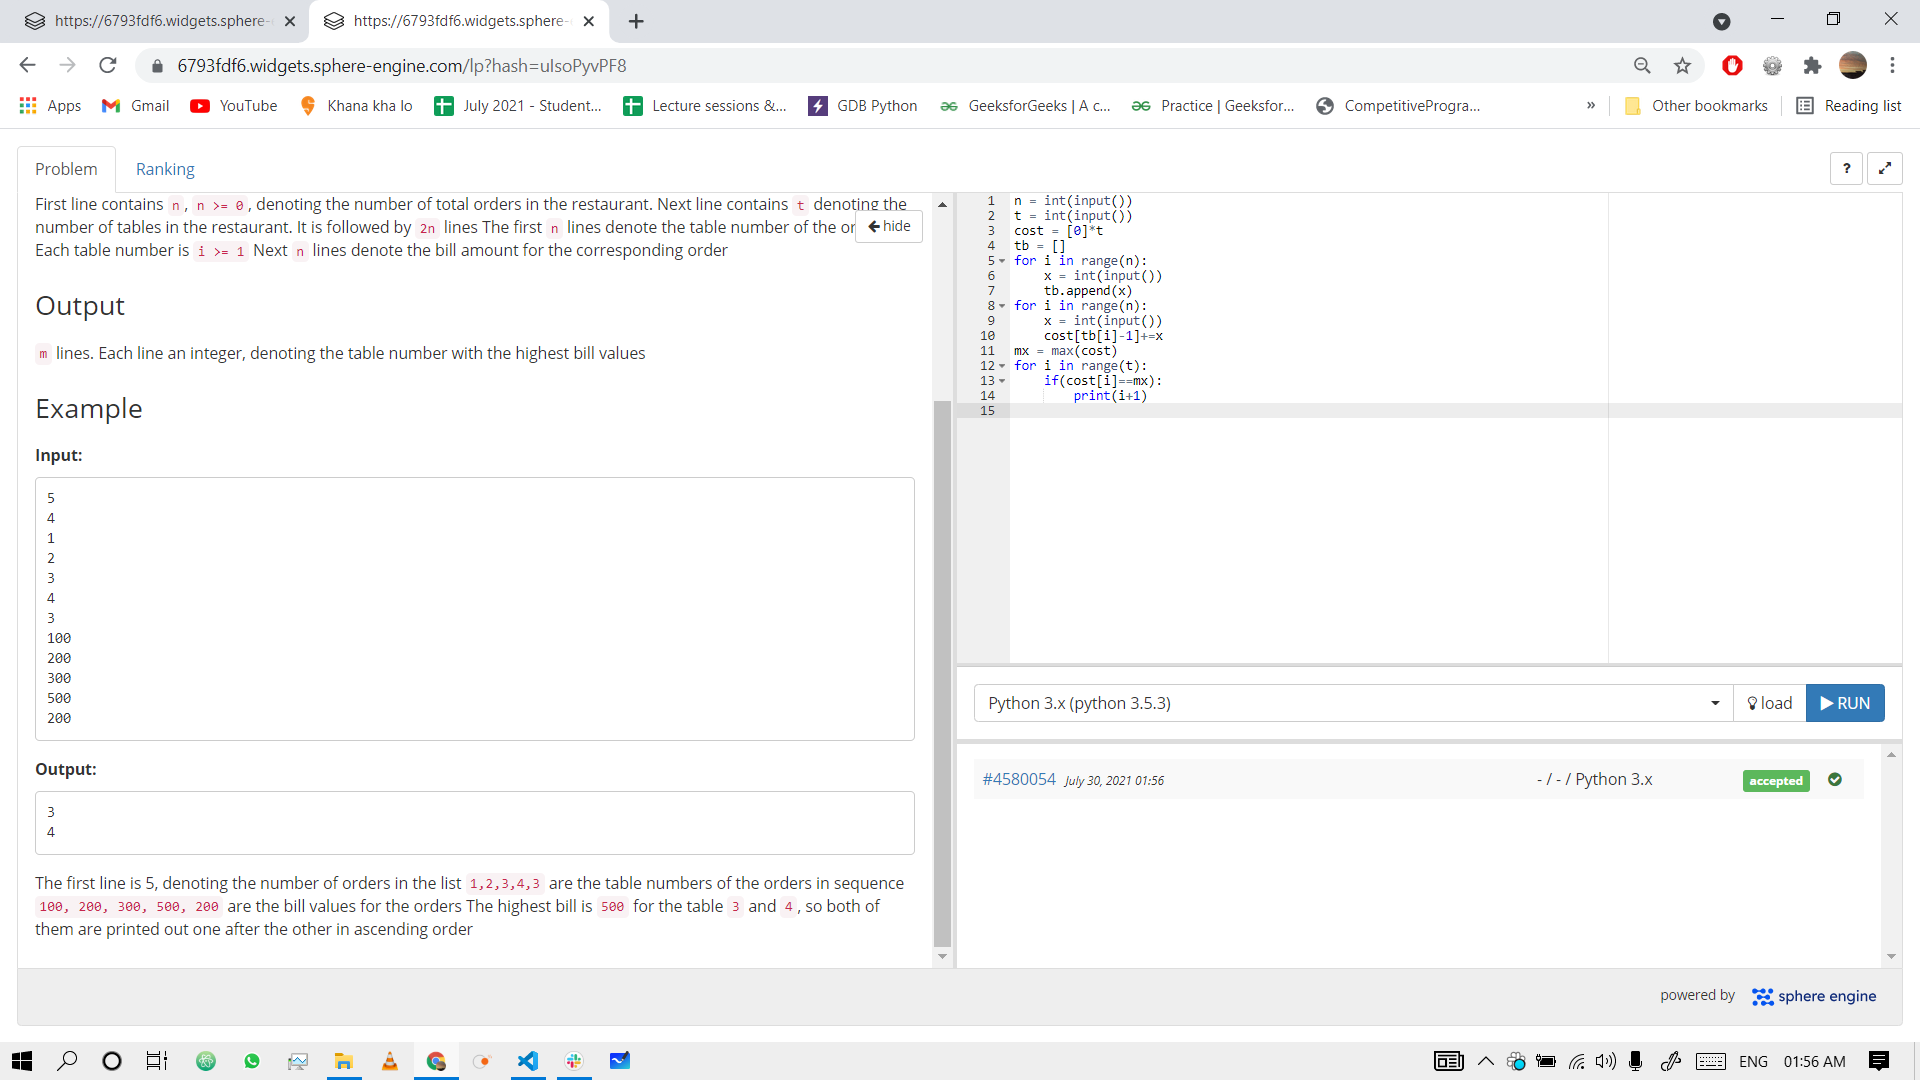 https://6793fdf6.widgets.sphere-
https://6793fdf6.widgets.sphere-
6793fdf6.widgets.sphere-engine.com/lp?hash=uIsoPyvPF8
Apps Gmail YouTube Khana kha lo July 2021 - Student... Lecture sessions &... GDB Python GeeksforGeeks | A c... Practice | Geeksfor... CompetitiveProgra... » Other bookmarks Reading list
Problem Ranking ?
First line contains n, n >= 0, denoting the number of total orders in the restaurant. Next line contains t denoting the
number of tables in the restaurant. It is followed by 2n lines The first n lines denote the table number of the or
hide
Each table number is i >= 1 Next n lines denote the bill amount for the corresponding order
Output
m lines. Each line an integer, denoting the table number with the highest bill values
Example
Input:
5
4
1
2
3
4
3
100
200
300
500
200
Output:
3
4
The first line is 5, denoting the number of orders in the list 1,2,3,4,3 are the table numbers of the orders in sequence
100, 200, 300, 500, 200 are the bill values for the orders The highest bill is 500 for the table 3 and 4, so both of
them are printed out one after the other in ascending order
1 n = int(input())
2 t = int(input())
3 cost = [0]*t
4 tb = []
5 for i in range(n):
6 x = int(input())
7 tb.append(x)
8 for i in range(n):
9 x = int(input())
10 cost[tb[i]-1]+=x
11 mx = max(cost)
12 for i in range(t):
13 if(cost[i]==mx):
14 print(i+1)
15
Python 3.x (python 3.5.3) load RUN
#4580054 July 30, 2021 01:56 - / - / Python 3.x accepted
powered by sphere engine
ENG 01:56 AM